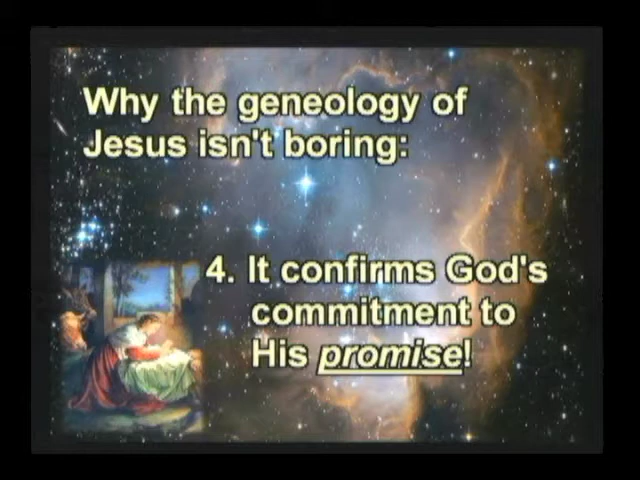 Why the geneology of
Jesus isn't boring:
4. It confirms God's
commitment to
His promise!